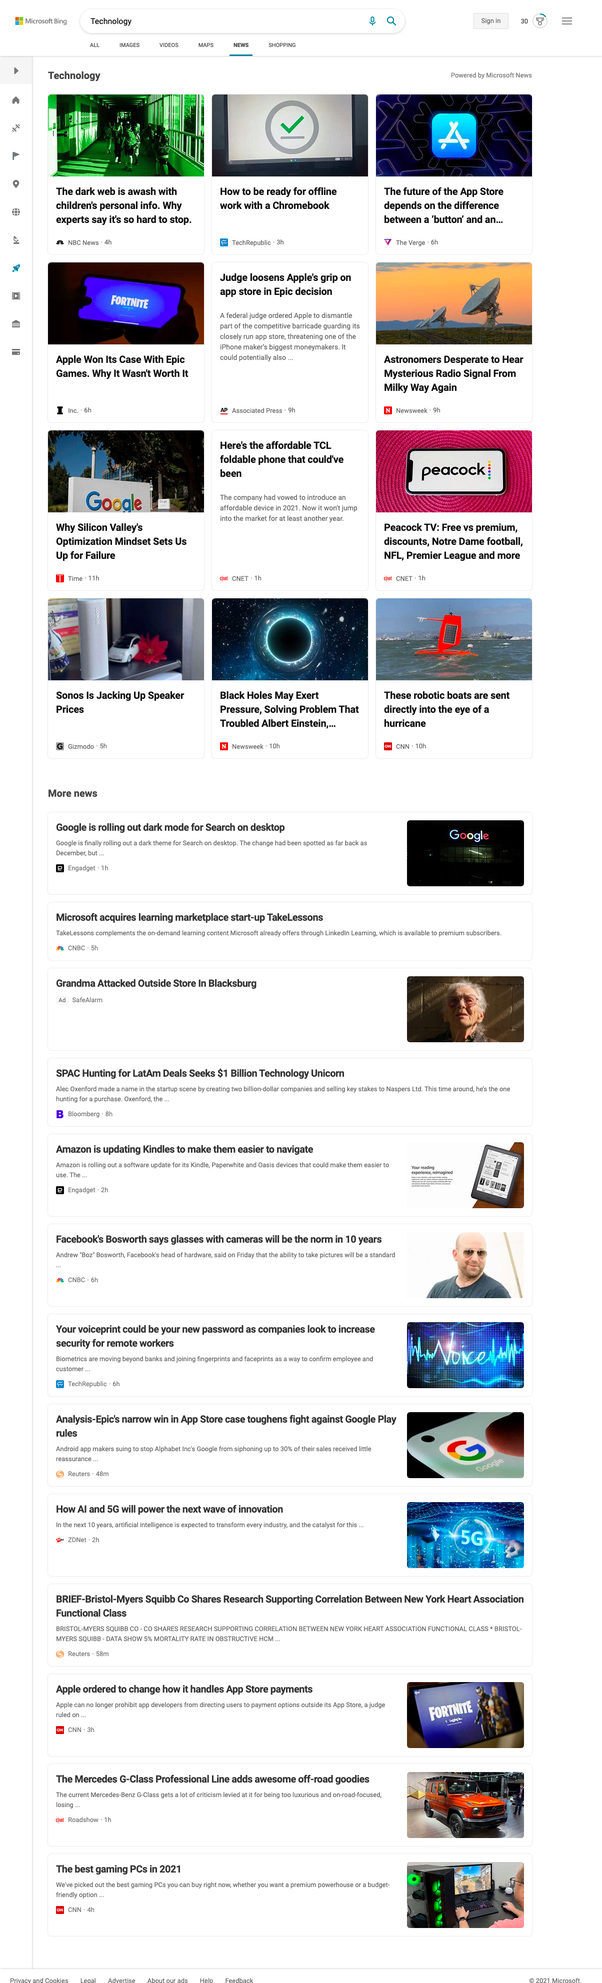 Microsoft Bing
Technology
Sign in
30
ALL IMAGES VIDEOS MAPS NEWS SHOPPING
Technology
Powered by Microsoft News
The dark web is awash with
children's personal info. Why
experts say it's so hard to stop.
NBC News · 4h
How to be ready for offline
work with a Chromebook
TechRepublic · 3h
The future of the App Store
depends on the difference
between a 'button' and an...
The Verge · 6h
FORTNITE
Apple Won Its Case With Epic
Games. Why It Wasn't Worth It
Inc. · 6h
Judge loosens Apple's grip on
app store in Epic decision
A federal judge ordered Apple to dismantle
part of the competitive barricade guarding its
closely run app store, threatening one of the
iPhone maker's biggest moneymakers. It
could potentially also ...
AP Associated Press · 9h
Astronomers Desperate to Hear
Mysterious Radio Signal From
Milky Way Again
N Newsweek · 9h
Google
Why Silicon Valley's
Optimization Mindset Sets Us
Up for Failure
Time · 11h
Here's the affordable TCL
foldable phone that could've
been
The company had vowed to introduce an
affordable device in 2021. Now it won't jump
into the market for at least another year.
CNET · 1h
peacock
Peacock TV: Free vs premium,
discounts, Notre Dame football,
NFL, Premier League and more
CNET · 1h
Sonos Is Jacking Up Speaker
Prices
G Gizmodo · 5h
Black Holes May Exert
Pressure, Solving Problem That
Troubled Albert Einstein,...
N Newsweek · 10h
These robotic boats are sent
directly into the eye of a
hurricane
CNN · 10h
More news
Google is rolling out dark mode for Search on desktop
Google is finally rolling out a dark theme for Search on desktop. The change had been spotted as far back as
December, but ...
Engadget · 1h
Google
Microsoft acquires learning marketplace start-up TakeLessons
TakeLessons complements the on-demand learning content Microsoft already offers through LinkedIn Learning, which is available to premium subscribers.
CNBC · 5h
Grandma Attacked Outside Store In Blacksburg
Ad SafeAlarm
SPAC Hunting for LatAm Deals Seeks $1 Billion Technology Unicorn
Alec Oxenford made a name in the startup scene by creating two billion-dollar companies and selling key stakes to Naspers Ltd. This time around, he's the one
hunting for a purchase. Oxenford, the ...
B Bloomberg · 8h
Amazon is updating Kindles to make them easier to navigate
Amazon is rolling out a software update for its Kindle, Paperwhite and Oasis devices that could make them easier to
use. The ...
Engadget · 2h
Your reading
experience, reimagined
Facebook's Bosworth says glasses with cameras will be the norm in 10 years
Andrew "Boz" Bosworth, Facebook's head of hardware, said on Friday that the ability to take pictures will be a standard
...
CNBC · 6h
Your voiceprint could be your new password as companies look to increase
security for remote workers
Biometrics are moving beyond banks and joining fingerprints and faceprints as a way to confirm employee and
customer ...
TechRepublic · 6h
Voice
Analysis-Epic's narrow win in App Store case toughens fight against Google Play
rules
Android app makers suing to stop Alphabet Inc's Google from siphoning up to 30% of their sales received little
reassurance ...
Reuters · 48m
Google
How AI and 5G will power the next wave of innovation
In the next 10 years, artificial intelligence is expected to transform every industry, and the catalyst for this ...
ZDNet · 2h
5G
BRIEF-Bristol-Myers Squibb Co Shares Research Supporting Correlation Between New York Heart Association
Functional Class
BRISTOL-MYERS SQUIBB CO - CO SHARES RESEARCH SUPPORTING CORRELATION BETWEEN NEW YORK HEART ASSOCIATION FUNCTIONAL CLASS * BRISTOL-
MYERS SQUIBB - DATA SHOW 5% MORTALITY RATE IN OBSTRUCTIVE HCM ...
Reuters · 58m
Apple ordered to change how it handles App Store payments
Apple can no longer prohibit app developers from directing users to payment options outside its App Store, a judge
ruled on ...
CNN · 3h
FORTNITE
The Mercedes G-Class Professional Line adds awesome off-road goodies
The current Mercedes-Benz G-Class gets a lot of criticism levied at it for being too luxurious and on-road-focused,
losing ...
Roadshow · 1h
The best gaming PCs in 2021
We've picked out the best gaming PCs you can buy right now, whether you want a premium powerhouse or a budget-
friendly option ...
CNN · 4h
Privacy and Cookies Legal Advertise About our ads Help Feedback
© 2021 Microsoft